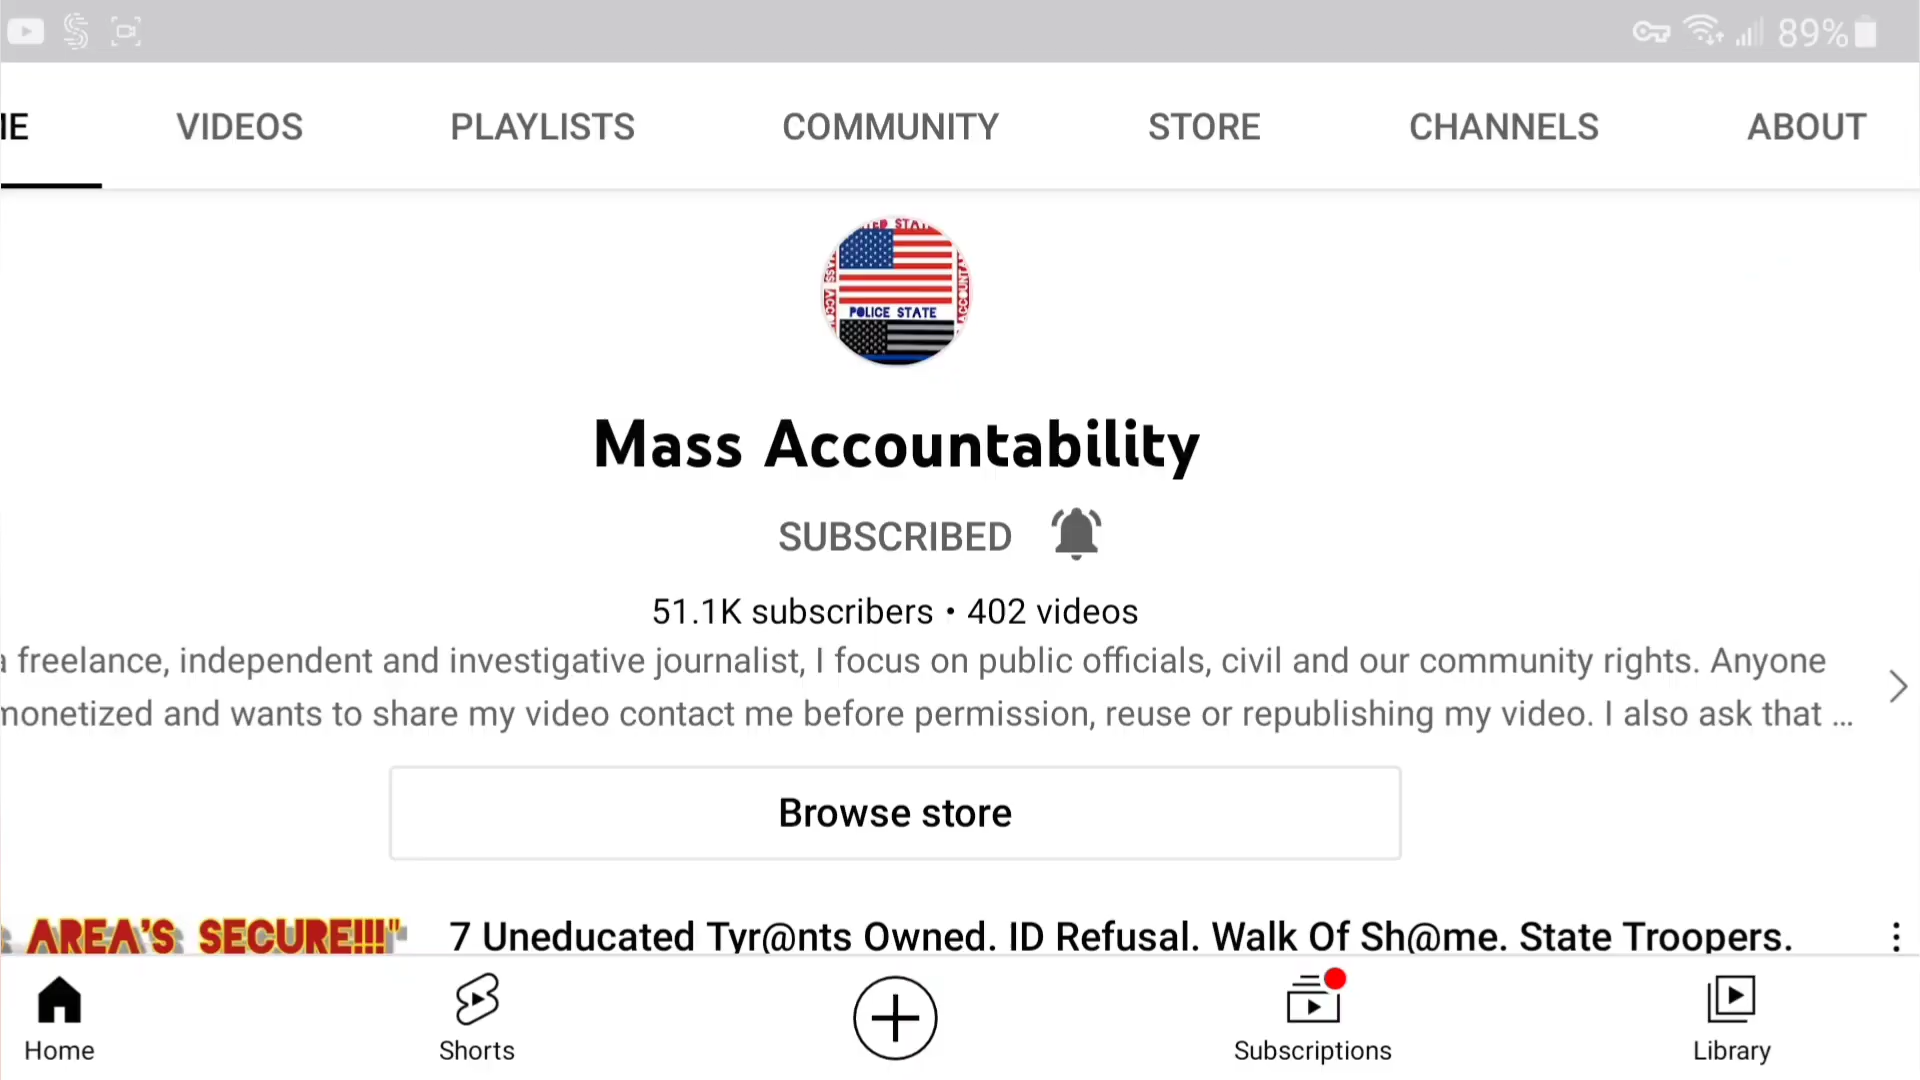 89%
IE VIDEOS PLAYLISTS COMMUNITY STORE CHANNELS ABOUT
POLICE STATE
Mass Accountability
SUBSCRIBED
51.1K subscribers • 402 videos
a freelance, independent and investigative journalist, I focus on public officials, civil and our community rights. Anyone
monetized and wants to share my video contact me before permission, reuse or republishing my video. I also ask that ...
Browse store
AREA'S SECURE!!!" 7 Uneducated Tyr@nts Owned. ID Refusal. Walk Of Sh@me. State Troopers.
Home Shorts Subscriptions Library